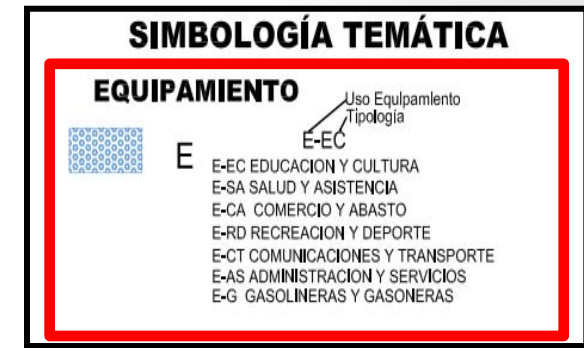 SIMBOLOGÍA TEMÁTICA
EQUIPAMIENTO
Uso Equipamiento
Tipología
E-EC
E
E-EC EDUCACION Y CULTURA
E-SA SALUD Y ASISTENCIA
E-CA COMERCIO Y ABASTO
E-RD RECREACION Y DEPORTE
E-CT COMUNICACIONES Y TRANSPORTE
E-AS ADMINISTRACION Y SERVICIOS
E-G GASOLINERAS Y GASONERAS